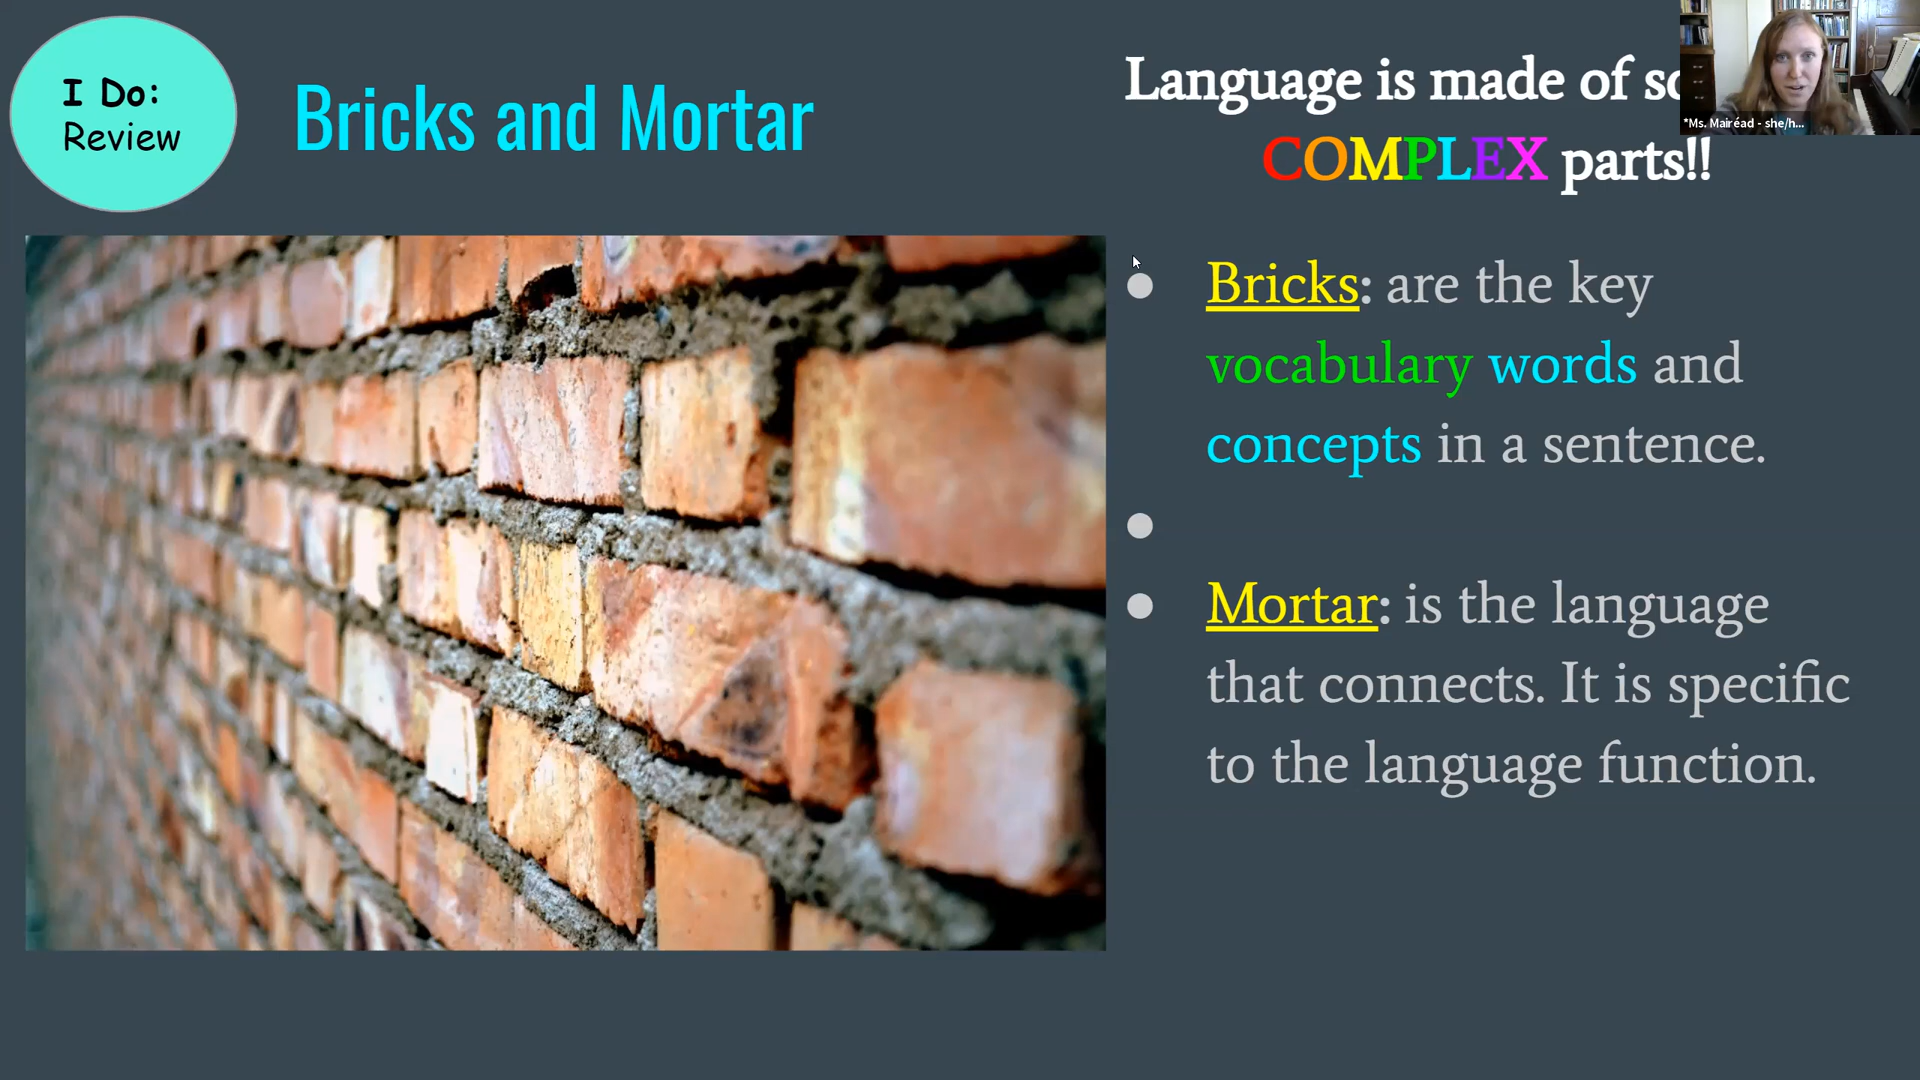 I Do:
Review
Bricks and Mortar
Language is made of
COMPLEX parts!!
*Ms. Mairéad - she/h...
● Bricks: are the key
vocabulary words and
concepts in a sentence.
●
● Mortar: is the language
that connects. It is specific
to the language function.